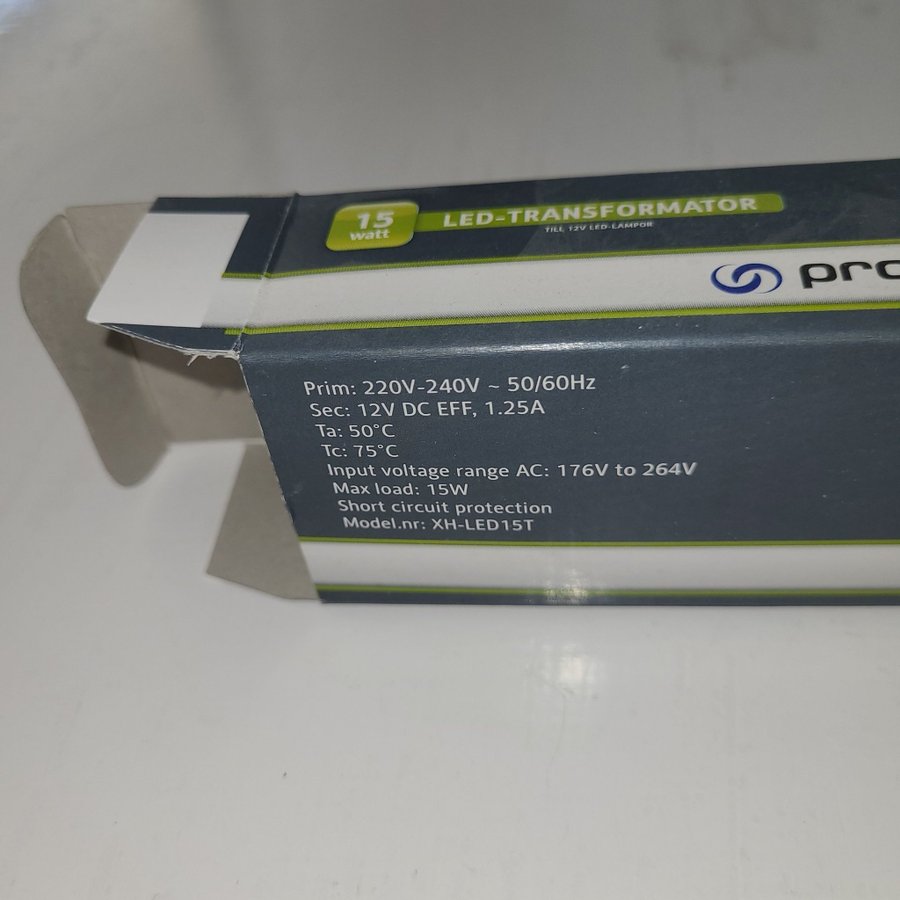 15
watt
LED-TRANSFORMATOR
TILL 12V LED-LAMPOR
pro
Prim: 220V-240V ~ 50/60Hz
Sec: 12V DC EFF, 1.25A
Ta: 50°C
Tc: 75°C
Input voltage range AC: 176V to 264V
Max load: 15W
Short circuit protection
Model.nr: XH-LED15T